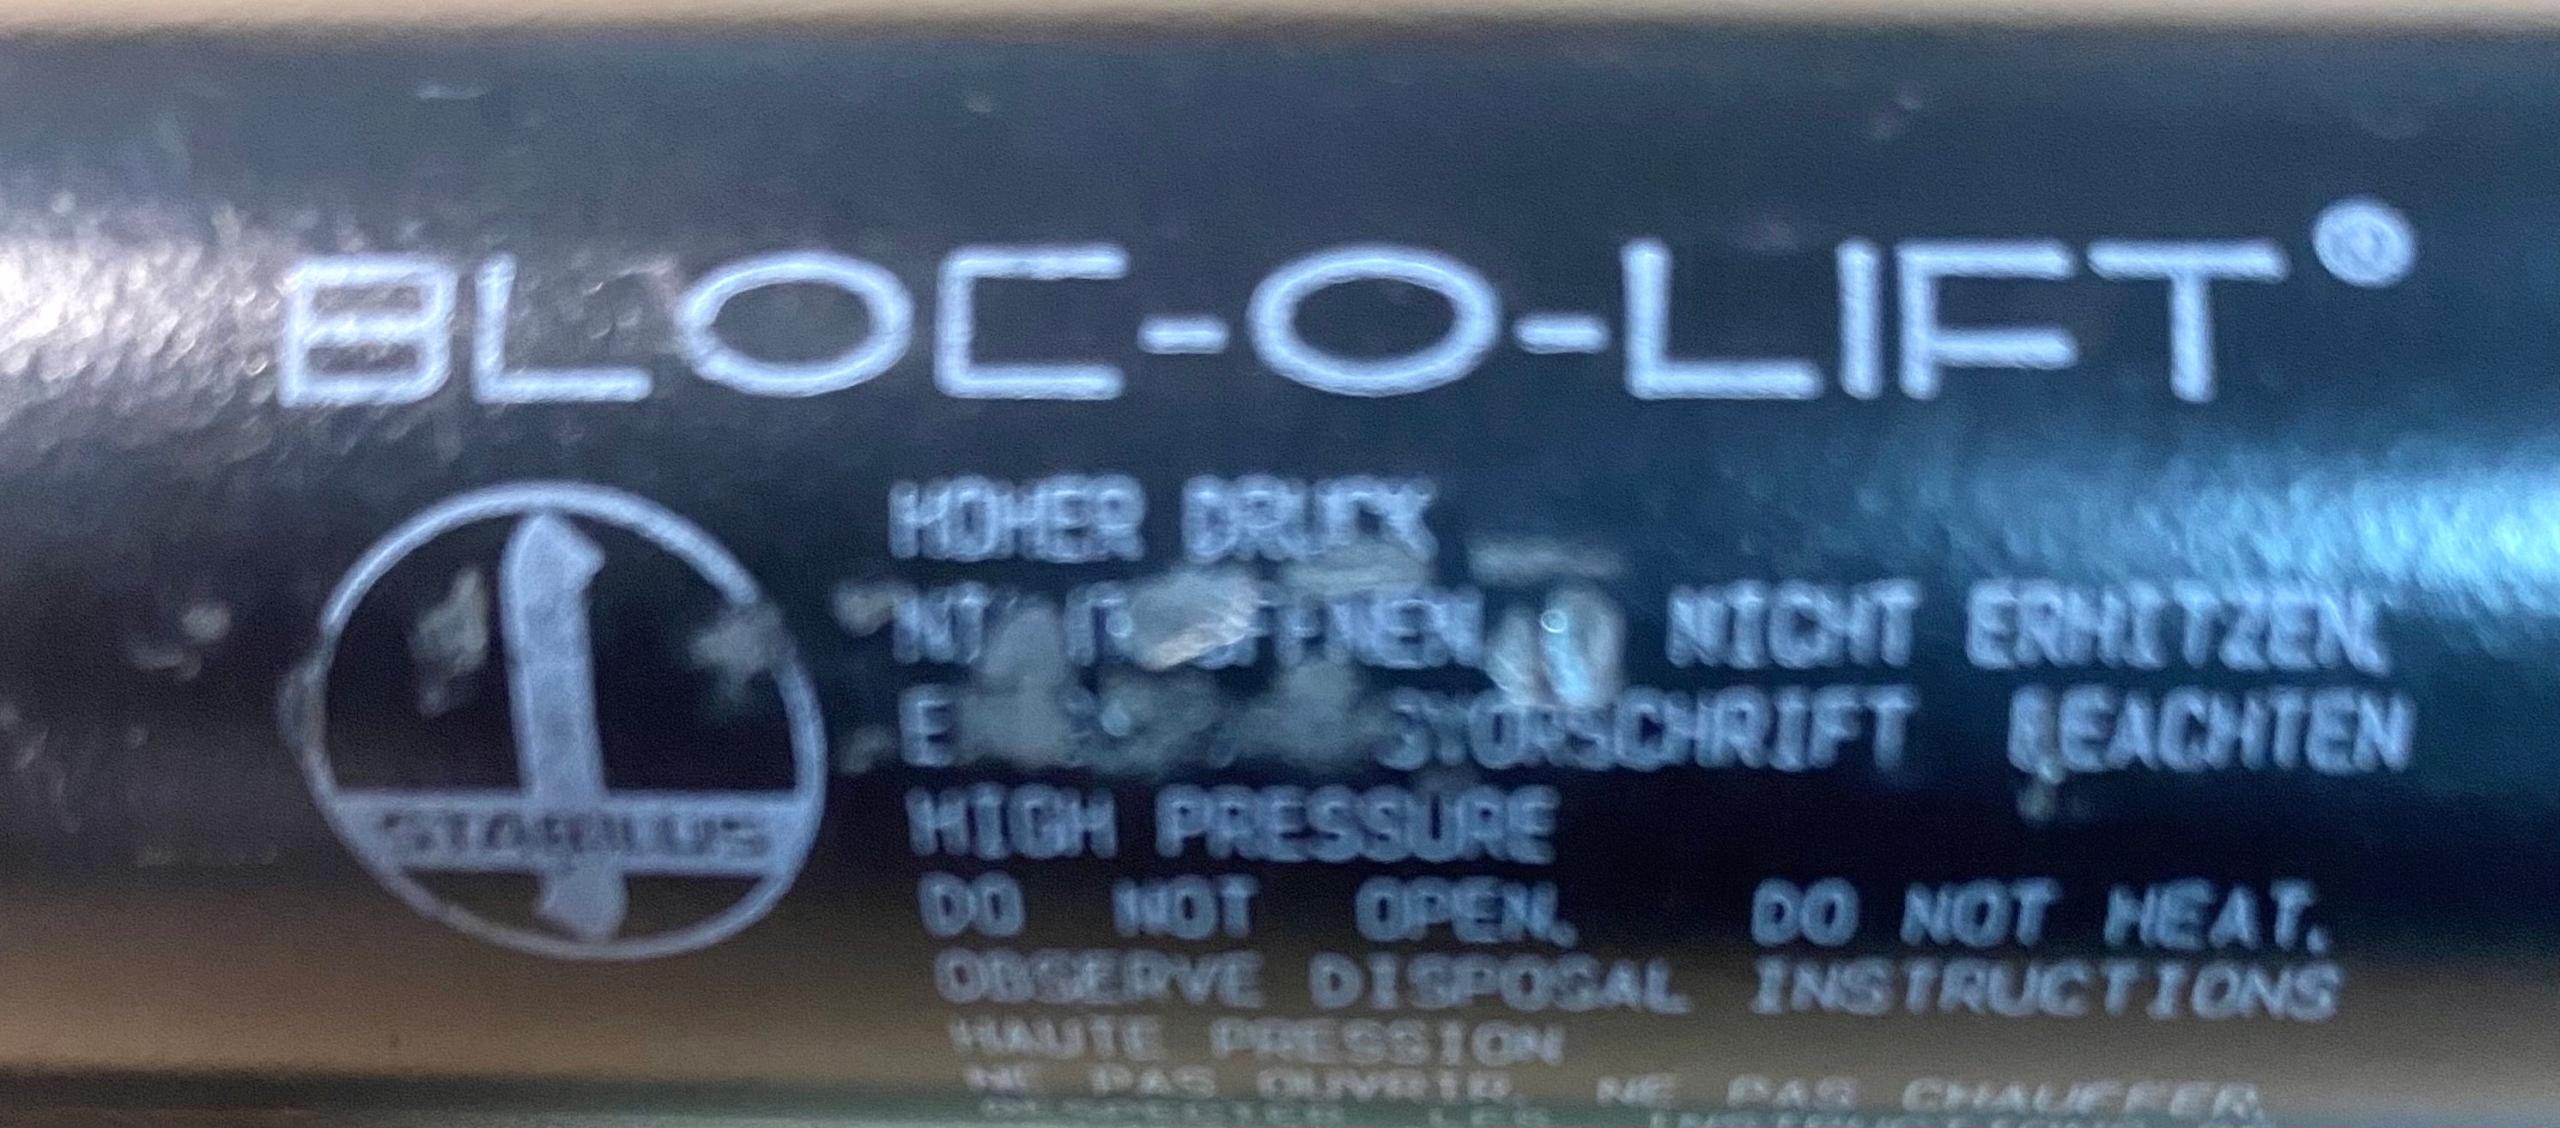 BLOC-O-LIFT®
STABILUS
HOHER DRUCK
NICHT ERHITZEN.
BEACHTEN
HIGH PRESSURE
DO NOT OPEN. DO NOT HEAT.
OBSERVE DISPOSAL INSTRUCTIONS
HAUTE PRESSION
NE PAS OUVRIR. NE PAS CHAUFFER.